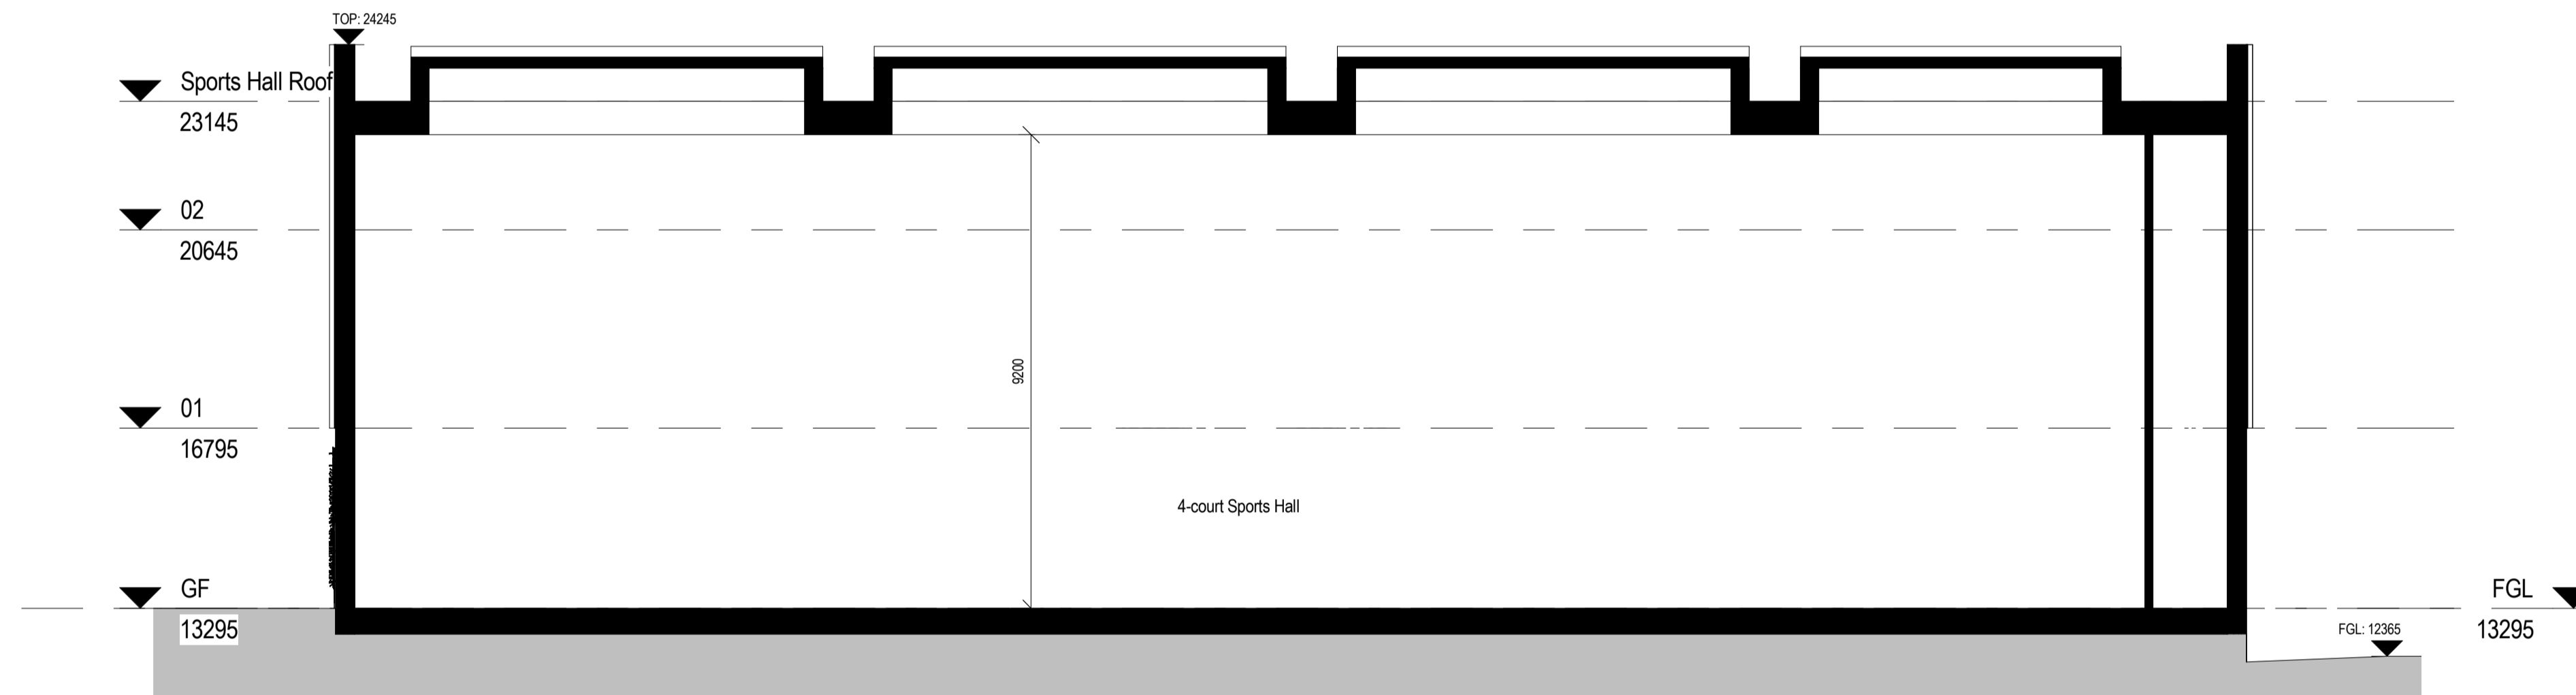 TOP: 24245
Sports Hall Roof
23145
02
20645
9200
01
16795
4-court Sports Hall
GF
13295
FGL
13295
FGL: 12365